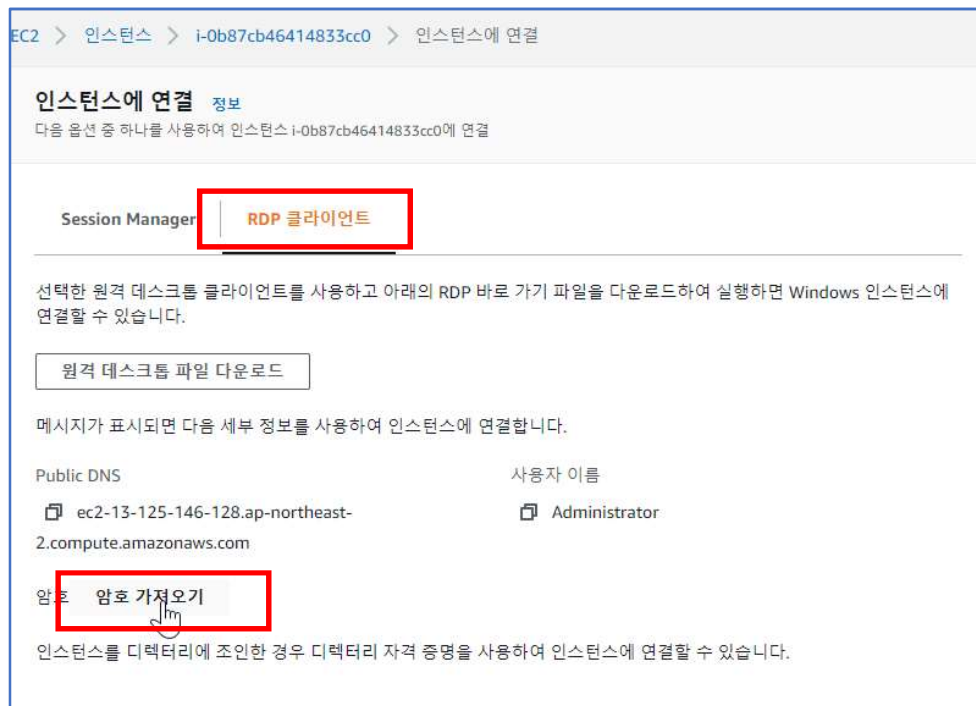 EC2 > 인스턴스 > i-0b87cb46414833cc0 > 인스턴스에 연결
인스턴스에 연결 정보
다음 옵션 중 하나를 사용하여 인스턴스 i-0b87cb46414833cc0에 연결
Session Manager RDP 클라이언트
선택한 원격 데스크톱 클라이언트를 사용하고 아래의 RDP 바로 가기 파일을 다운로드하여 실행하면 Windows 인스턴스에
연결할 수 있습니다.
원격 데스크톱 파일 다운로드
메시지가 표시되면 다음 세부 정보를 사용하여 인스턴스에 연결합니다.
Public DNS 사용자 이름
ec2-13-125-146-128.ap-northeast- Administrator
2.compute.amazonaws.com
암호 암호 가져오기
인스턴스를 디렉터리에 조인한 경우 디렉터리 자격 증명을 사용하여 인스턴스에 연결할 수 있습니다.